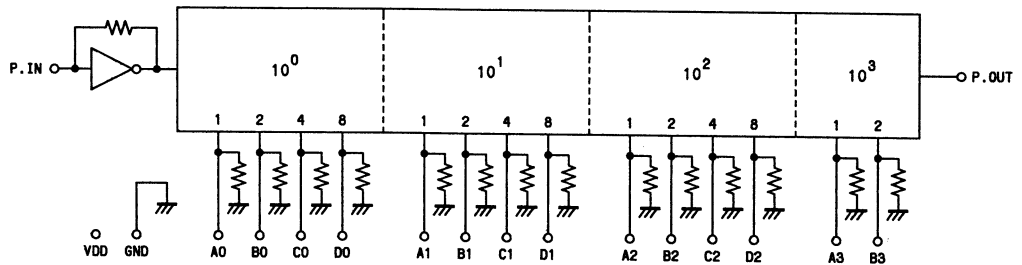 P.IN
10^0 10^1 10^2 10^3
P.OUT
1 2 4 8 1 2 4 8 1 2 4 8 1 2
VDD GND A0 B0 C0 D0 A1 B1 C1 D1 A2 B2 C2 D2 A3 B3